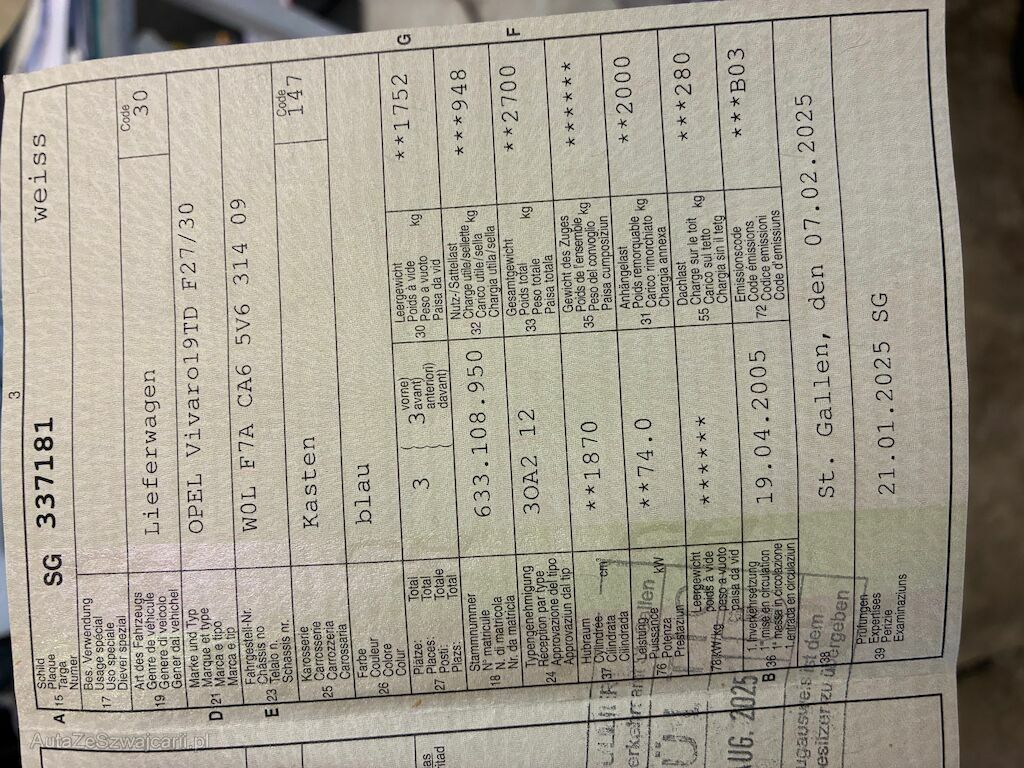 3
A 15 Schild
Plaque
Targa
Numer
SG 337181
weiss
17 Bes. Verwendung
Usage spécial
Uso speciale
Diever spezial
19 Art des Fahrzeugs
Genre de véhicule
Genere di veicolo
Gener dal vehichel
Lieferwagen
Code
30
D 21 Marke und Typ
Marque et type
Marca e tipo
Marca e tip
OPEL Vivaro19TD F27/30
E 23 Fahrgestell-Nr.
Châssis no
Telaio n.
Schassis nr.
W0L F7A CA6 5V6 314 09
25 Karosserie
Carrosserie
Carrozzeria
Carossaria
Kasten
Code
147
26 Farbe
Couleur
Colore
Colur
blau
27 Plätze: Total
Places: Total
Posti: Totale
Plazs: Total
3
3
vorne)
avant)
anteriori)
davant)
30 Leergewicht
Poids à vide
Peso a vuoto
Paisa da vid
kg
**1752
G
18 Stammnummer
N° matricule
N. di matricola
Nr. da matricla
633.108.950
32 Nutz-/Sattellast
Charge utile/sellette
Carico utile/sella
Chargia utila/sella
kg
***948
24 Typengenehmigung
Réception par type
Approvazione del tipo
Approvaziun dal tip
3OA2 12
33 Gesamtgewicht
Poids total
Peso totale
Paisa totala
kg
**2700
F
37 Hubraum
Cylindrée
Cilindrata
Cilindrada
cm³
**1870
35 Gewicht des Zuges
Poids de l'ensemble
Peso del convoglio
Paisa cumposiziun
kg
******
76 Leistung
Puissance
Potenza
Prestaziun
kW
**74.0
31 Anhängelast
Poids remorquable
Carico rimorchiato
Chargia annexa
kg
**2000
78 kW/kg
Leergewicht
poids à vide
peso a vuoto
paisa da vid
******
55 Dachlast
Charge sur le toit
Carico sul tetto
Chargia sin il tetg
kg
***280
B 36 1. Inverkehrsetzung
1re mise en circulation
1a messa in circolazione
1. entrada en circulaziun
19.04.2005
72 Emissionscode
Code émissions
Codice emissioni
Code d'emissiuns
***B03
38
St. Gallen, den 07.02.2025
39 Prüfungen
Expertises
Perizie
Examinaziuns
21.01.2025 SG
AUG. 2025
AutaZeSzwajcarii.pl